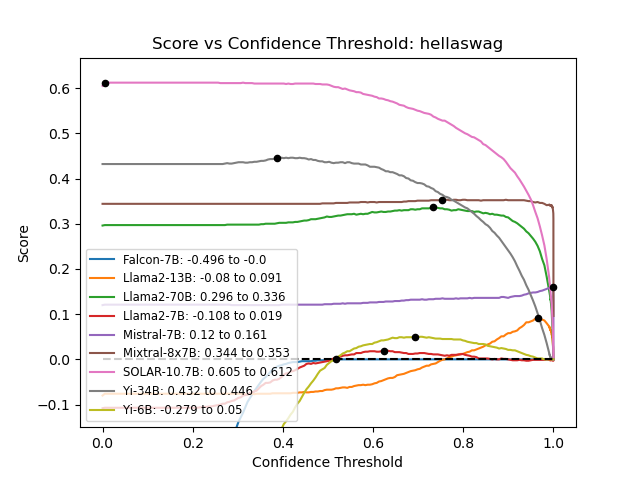 Score vs Confidence Threshold: hellaswag
Score
0.6
0.5
0.4
0.3
0.2
0.1
0.0
−0.1
Falcon-7B: -0.496 to -0.0
Llama2-13B: -0.08 to 0.091
Llama2-70B: 0.296 to 0.336
Llama2-7B: -0.108 to 0.019
Mistral-7B: 0.12 to 0.161
Mixtral-8x7B: 0.344 to 0.353
SOLAR-10.7B: 0.605 to 0.612
Yi-34B: 0.432 to 0.446
Yi-6B: -0.279 to 0.05
0.0 0.2 0.4 0.6 0.8 1.0
Confidence Threshold